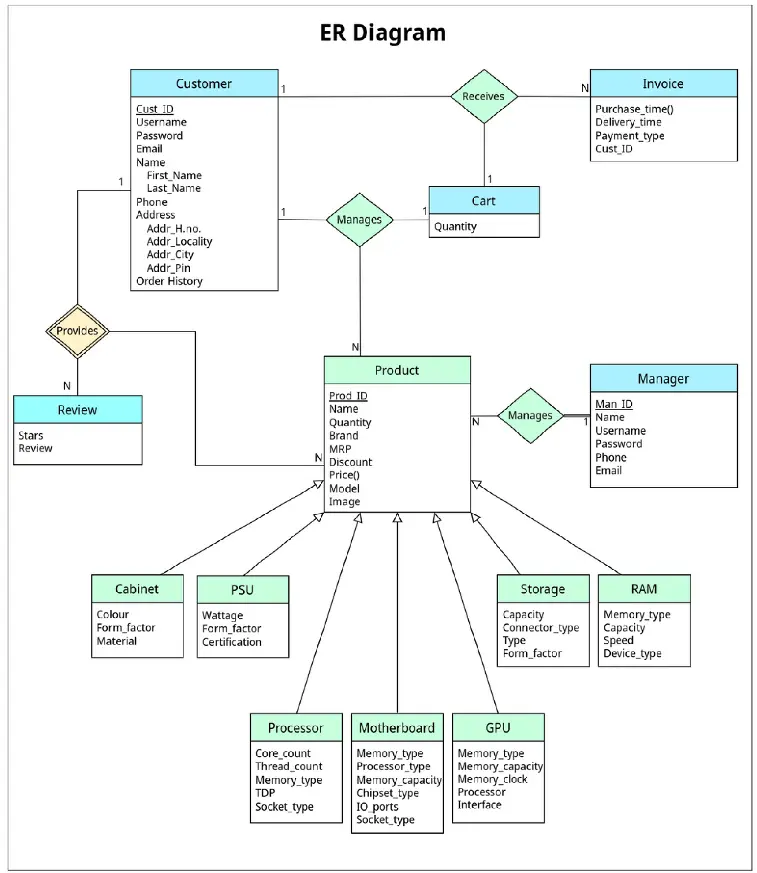 ER Diagram
Customer
Cust_ID
Username
Password
Email
Name
First_Name
Last_Name
Phone
Address
Addr_H.no.
Addr_Locality
Addr_City
Addr_Pin
Order History
1
Receives
N
Invoice
Purchase_time()
Delivery_time
Payment_type
Cust_ID
1
Cart
Quantity
1
Manages
1
N
1
Provides
N
N
Review
Stars
Review
Product
Prod_ID
Name
Quantity
Brand
MRP
Discount
Price()
Model
Image
N
Manages
1
Manager
Man_ID
Name
Username
Password
Phone
Email
Cabinet
Colour
Form_factor
Material
PSU
Wattage
Form_factor
Certification
Storage
Capacity
Connector_type
Type
Form_factor
RAM
Memory_type
Capacity
Speed
Device_type
Processor
Core_count
Thread_count
Memory_type
TDP
Socket_type
Motherboard
Memory_type
Processor_type
Memory_capacity
Chipset_type
IO_ports
Socket_type
GPU
Memory_type
Memory_capacity
Memory_clock
Processor
Interface